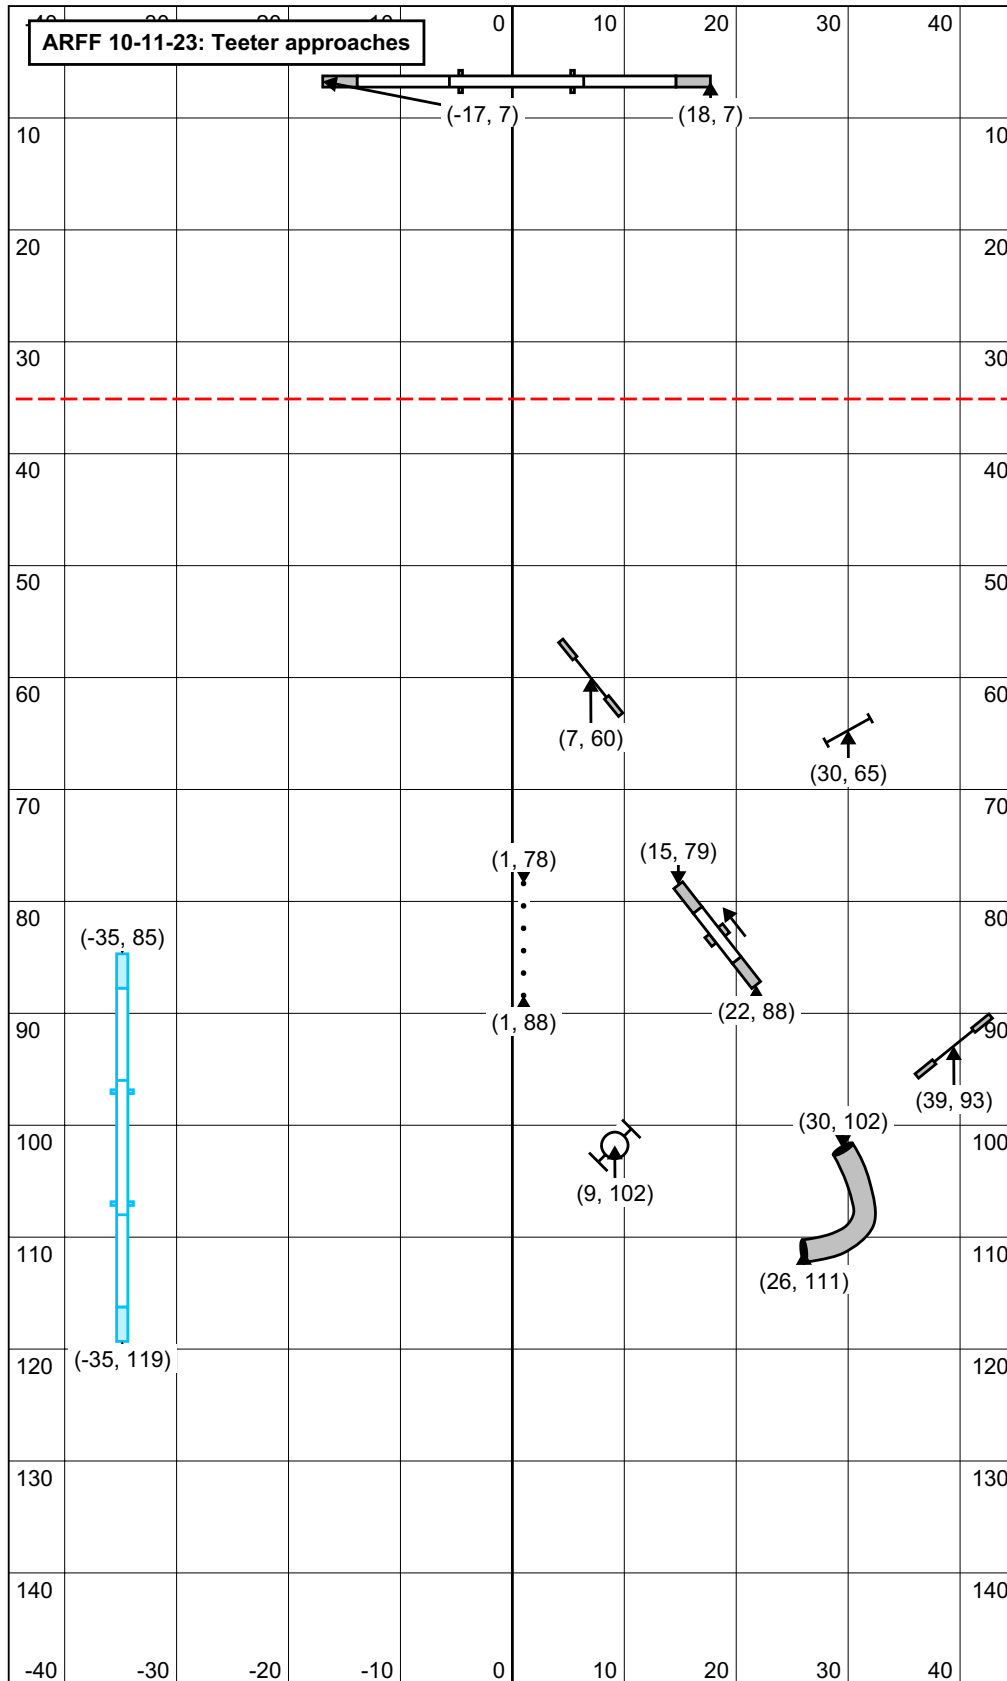 -40 -30 -20 -10 0 10 20 30 40
ARFF 10-11-23: Teeter approaches
(-17, 7) (18, 7)
10 10
20 20
30 30
40 40
50 50
60 60
(7, 60)
(30, 65)
70 70
(1, 78) (15, 79)
80 80
(-35, 85)
90 (1, 88) (22, 88) 90
(39, 93)
100 (30, 102) 100
(9, 102)
110 110
(26, 111)
120 (-35, 119) 120
130 130
140 140
-40 -30 -20 -10 0 10 20 30 40